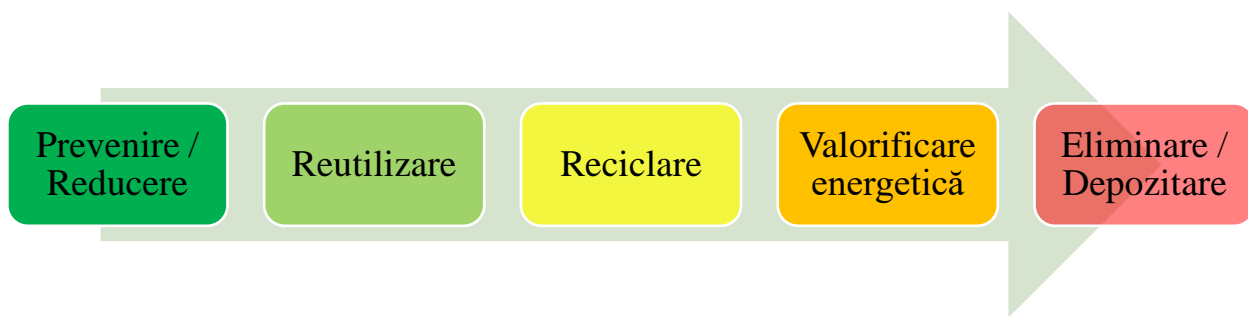 Prevenire /
Reducere
Reutilizare
Reciclare
Valorificare
energetică
Eliminare /
Depozitare